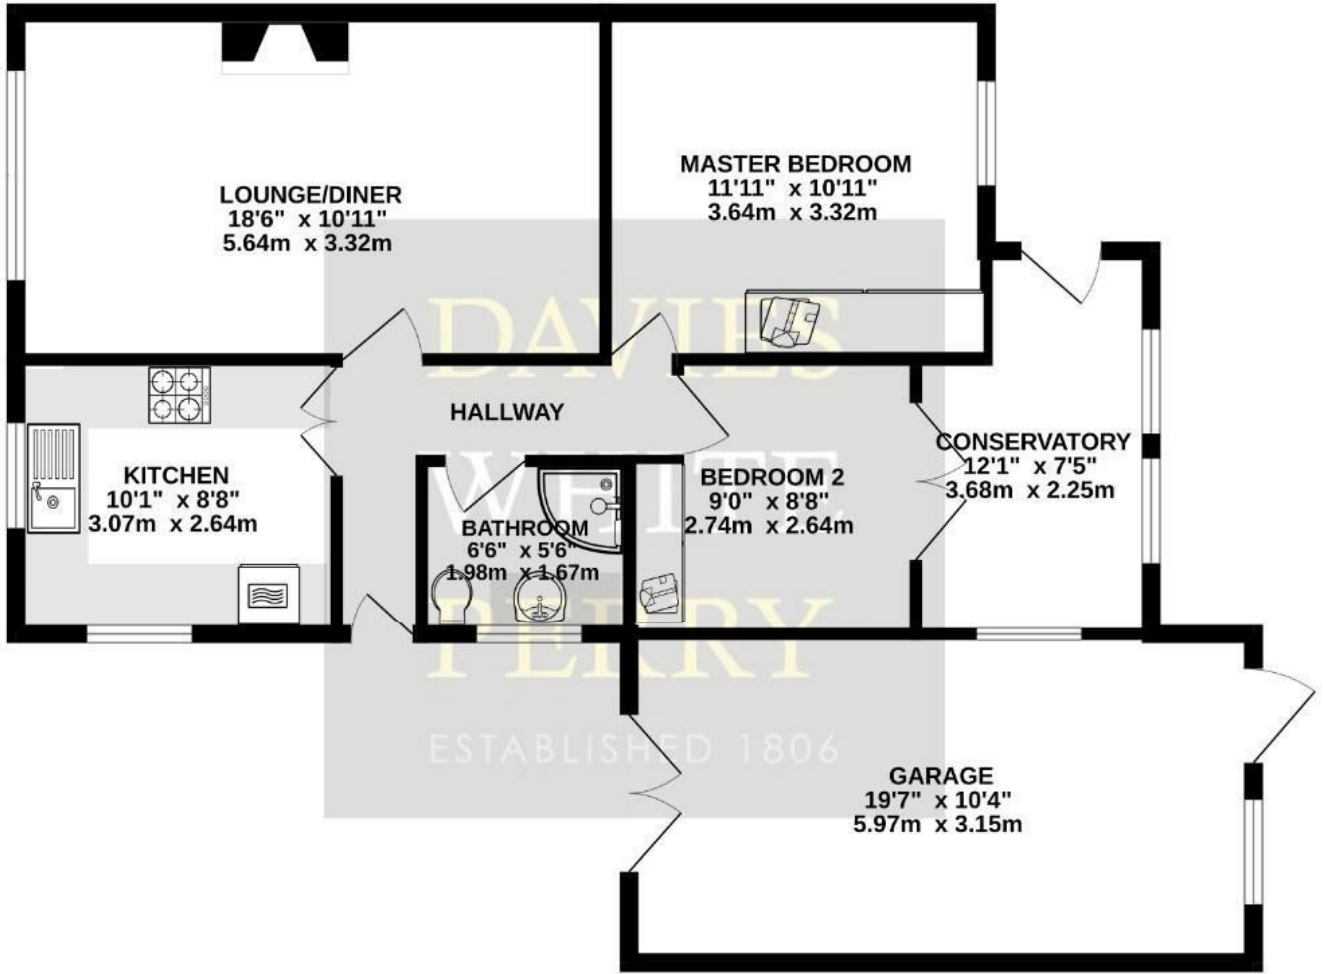 LOUNGE/DINER
18'6" x 10'11"
5.64m x 3.32m
MASTER BEDROOM
11'11" x 10'11"
3.64m x 3.32m
DAVIES
WHITE
PERRY
ESTABLISHED 1806
HALLWAY
KITCHEN
10'1" x 8'8"
3.07m x 2.64m
BATHROOM
6'6" x 5'6"
1.98m x 1.67m
BEDROOM 2
9'0" x 8'8"
2.74m x 2.64m
CONSERVATORY
12'1" x 7'5"
3.68m x 2.25m
GARAGE
19'7" x 10'4"
5.97m x 3.15m